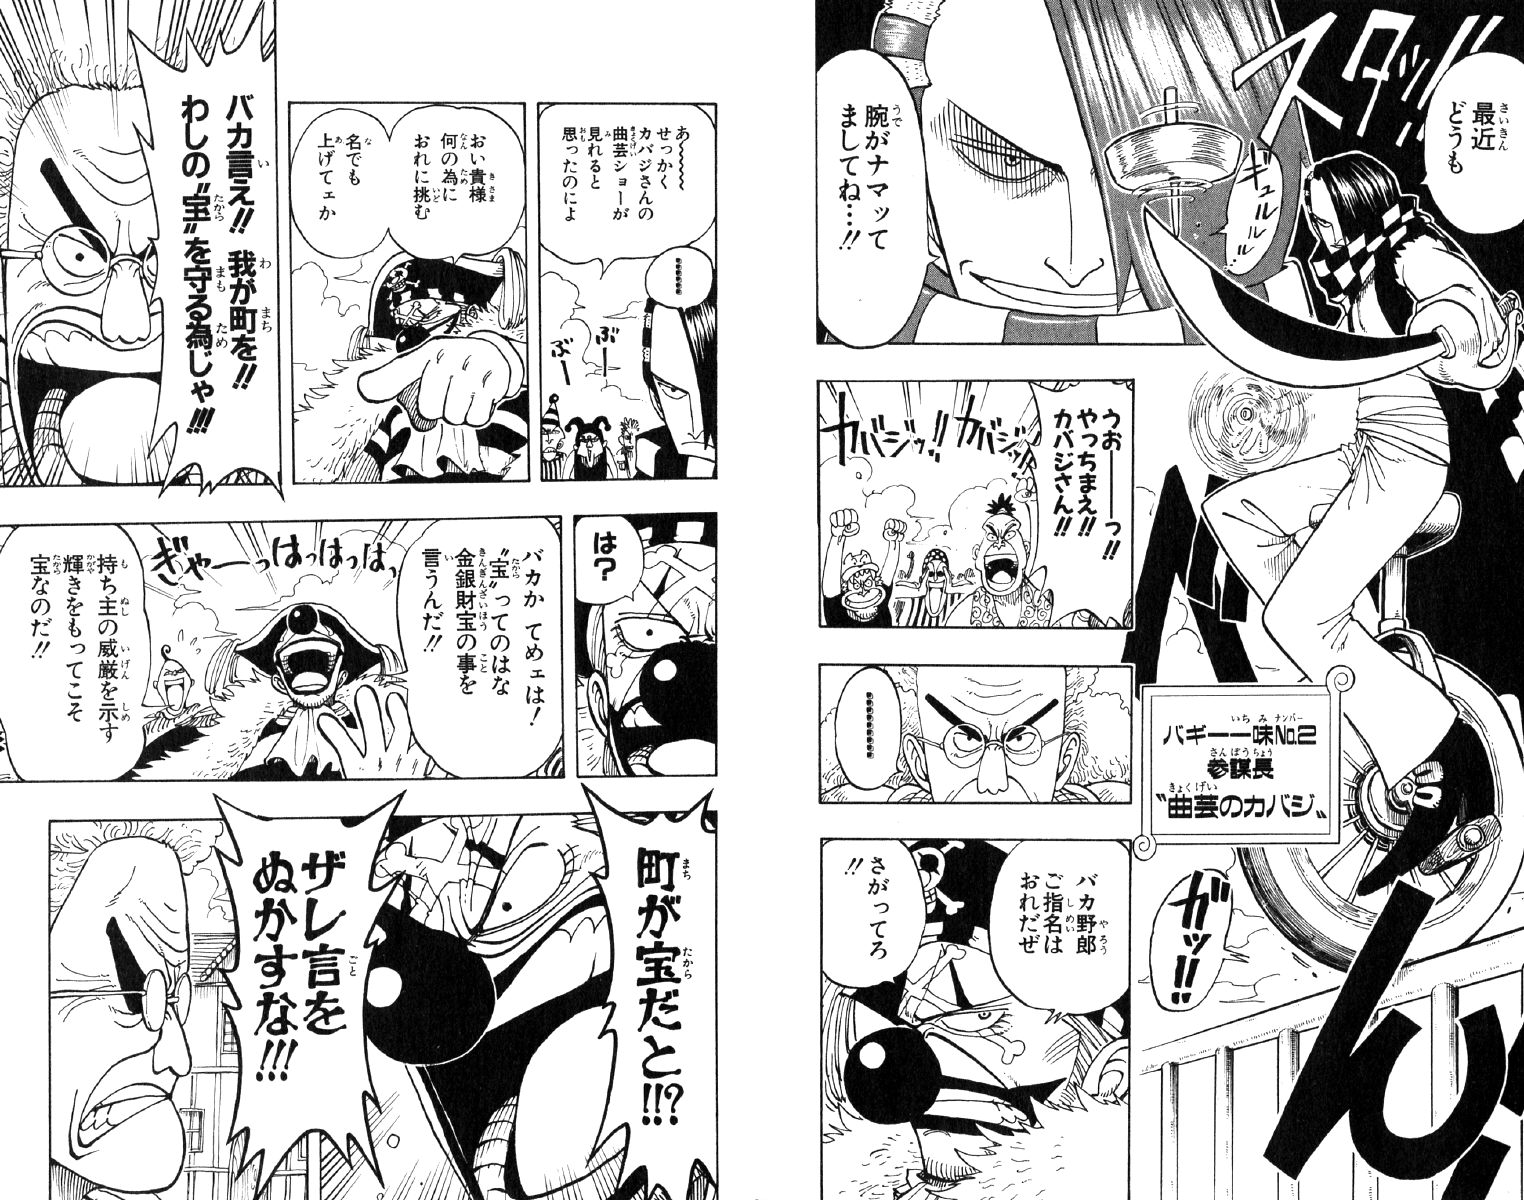 最近
どうも
スタッ!!
ギュルルルル…
腕がナマって
ましてね…!!
バギー一味No.2
参謀長
〝曲芸のカバジ〟
ガッ!!
うおーーっ!!
やっちまえ!!
カバジさん!!
カバジッ!
カバジッ!!
バカ野郎
ご指名は
おれだぜ
さがってろ
!!
あ〜〜〜
せっかく
カバジさんの
曲芸ショーが
見れると
思ったのによ
ぶーー
ぶーー
おい貴様
何の為に
おれに挑む
名でも
上げてェか
バカ言え!! 我が町を!!
わしの〝宝〟を守る為じゃ!!!
は?
バカか てめェは!
〝宝〟ってのはな
金銀財宝の事を
言うんだ!!
はっはっはっ
ぎゃーーっ
持ち主の威厳を示す
輝きをもってこそ
宝なのだ!!
町が宝だと!!?
ザレ言を
ぬかすな!!!